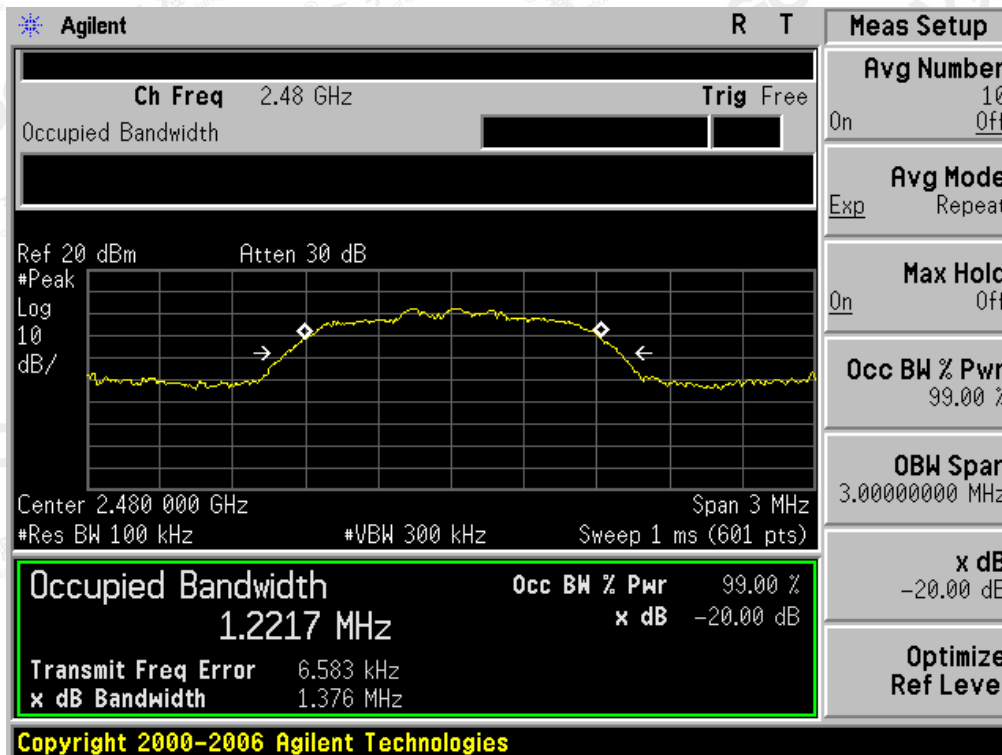 Agilent R T
Meas Setup
Avg Number
10
On Off
Ch Freq 2.48 GHz Trig Free
Occupied Bandwidth
Avg Mode
Exp Repeat
Ref 20 dBm Atten 30 dB
#Peak
Log
10
dB/
Max Hold
On Off
Occ BW % Pwr
99.00 %
OBW Span
3.00000000 MHz
Center 2.480 000 GHz Span 3 MHz
#Res BW 100 kHz #VBW 300 kHz Sweep 1 ms (601 pts)
x dB
-20.00 dB
Occupied Bandwidth
1.2217 MHz
Occ BW % Pwr 99.00 %
x dB -20.00 dB
Transmit Freq Error 6.583 kHz
x dB Bandwidth 1.376 MHz
Optimize
Ref Level
Copyright 2000-2006 Agilent Technologies